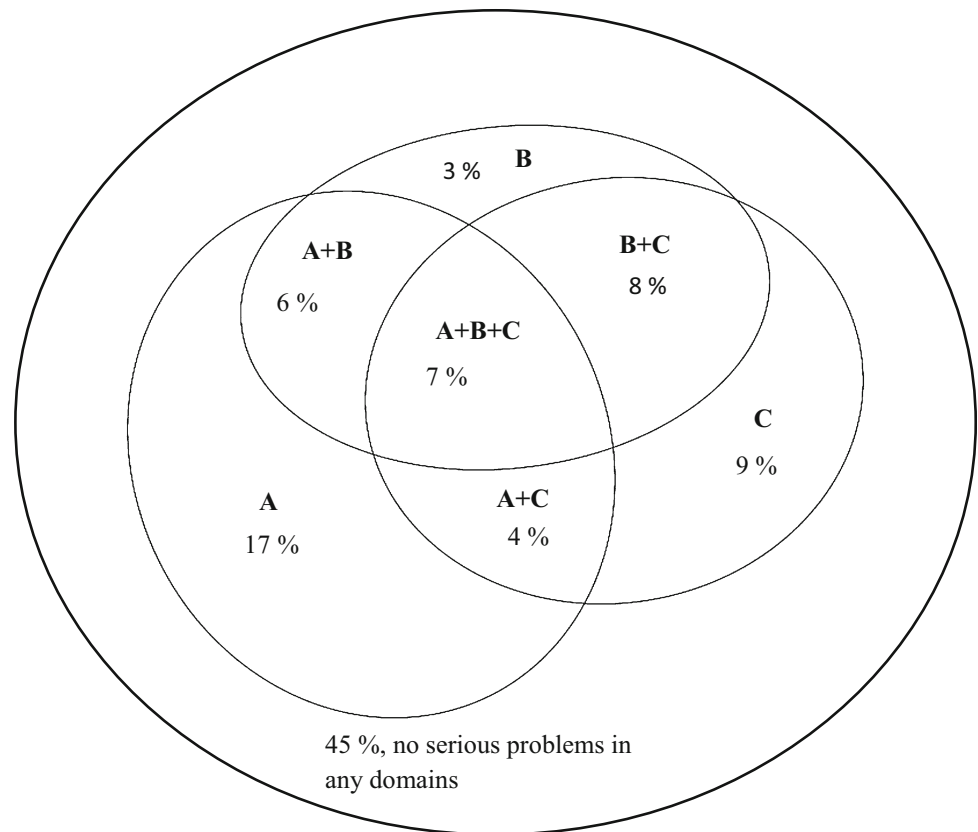 B
3 %
A+B
6 %
B+C
8 %
A+B+C
7 %
C
9 %
A
17 %
A+C
4 %
45 %, no serious problems in
any domains